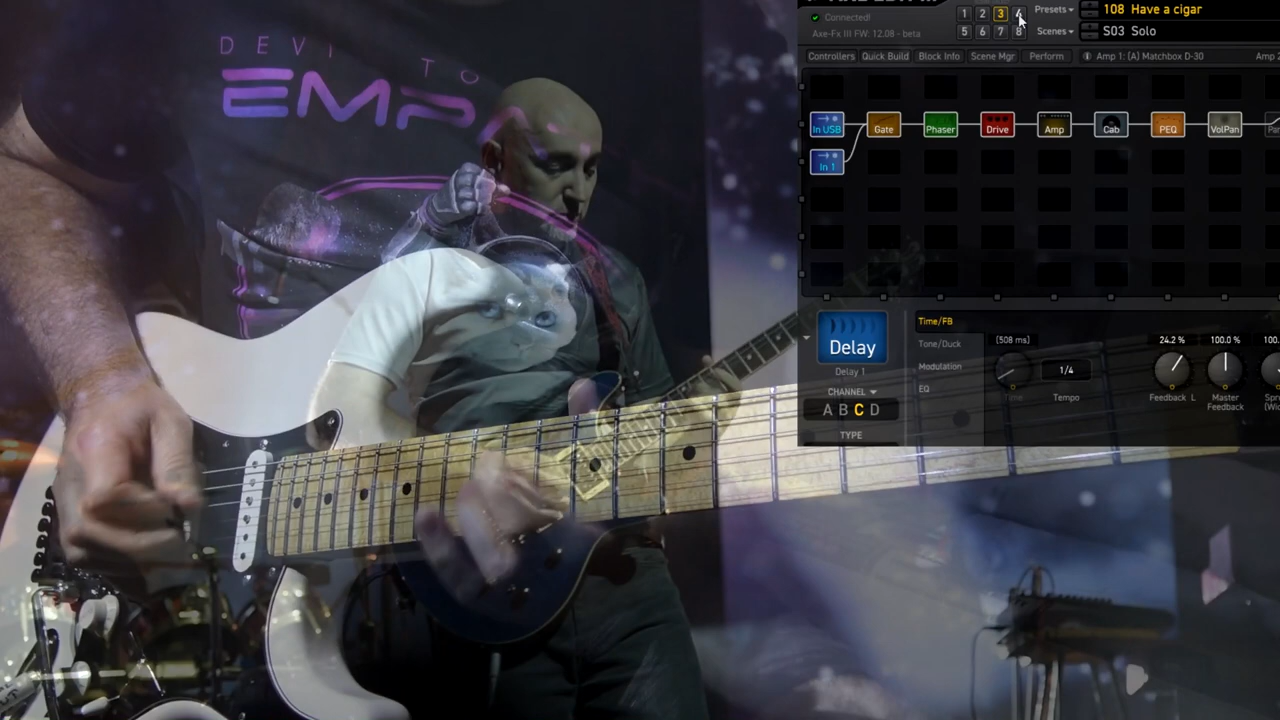 DEVI TO
EMP
Connected!
Axe-Fx III FW: 12.08 - beta
1 2 3 4
5 6 7 8
Presets
108 Have a cigar
Scenes
S03 Solo
Controllers Quick Build Block Info Scene Mgr Perform Amp 1: (A) Matchbox D-30 Amp
In USB Gate Phaser Drive Amp Cab PEQ VolPan
In 1
Delay
Delay 1
CHANNEL
A B C D
TYPE
Time/FB
Tone/Duck
Modulation
EQ
(508 ms)
Time
1/4
Tempo
24.2 %
Feedback L
100.0 %
Master
Feedback
100.